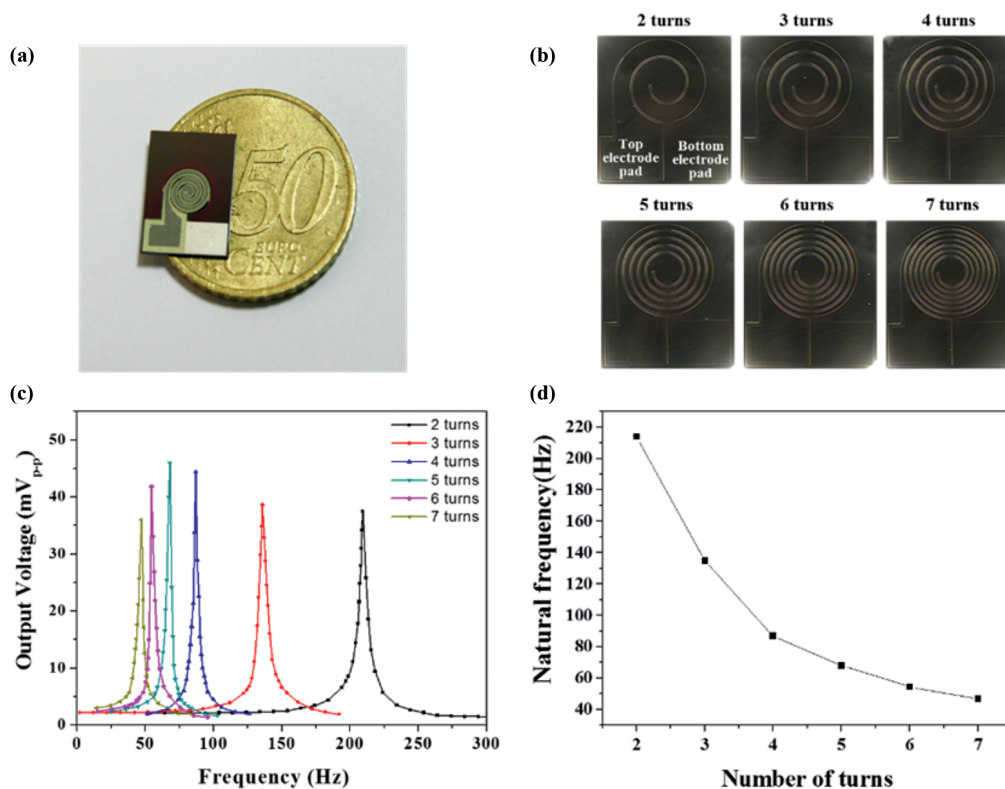 (a)
50
EURO
CENT
(b)
2 turns
3 turns
4 turns
Top
electrode
pad
Bottom
electrode
pad
5 turns
6 turns
7 turns
(c)
Output Voltage (mVp-p)
50
40
30
20
10
0
0
50
100
150
200
250
300
Frequency (Hz)
2 turns
3 turns
4 turns
5 turns
6 turns
7 turns
(d)
Natural frequency(Hz)
220
200
180
160
140
120
100
80
60
40
2
3
4
5
6
7
Number of turns